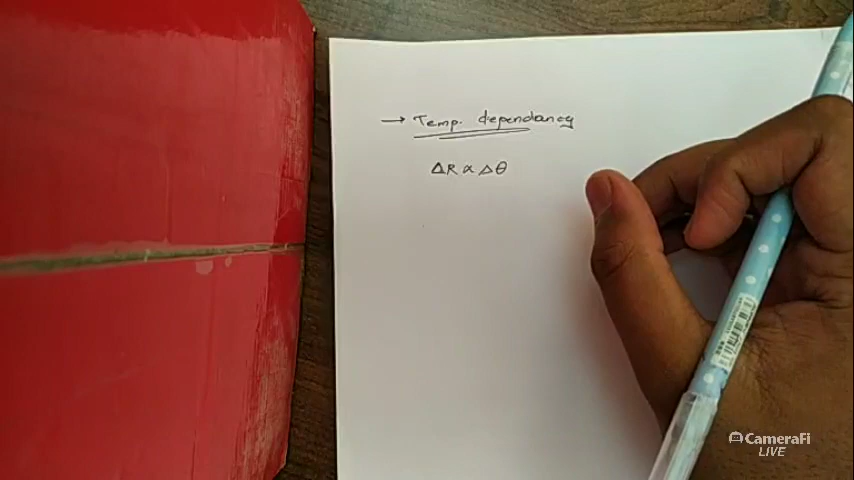 → Temp. dependancy
ΔR ∝ Δθ
CameraFi
LIVE